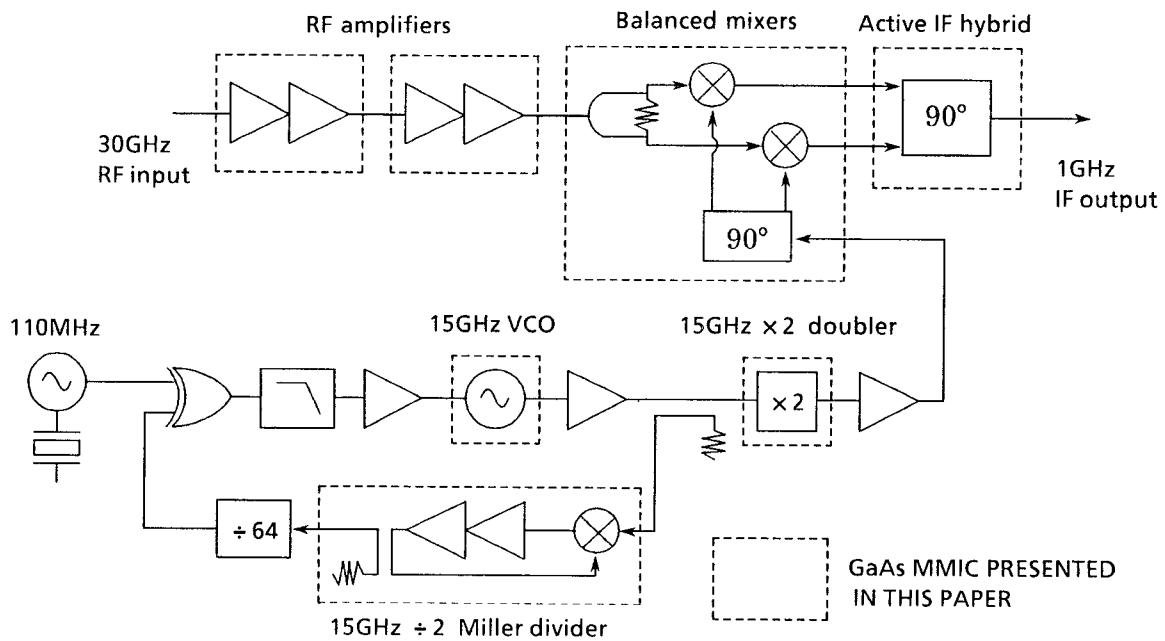 RF amplifiers
Balanced mixers
Active IF hybrid
30GHz
RF input
90°
90°
1GHz
IF output
110MHz
15GHz VCO
15GHz ×2 doubler
×2
÷64
15GHz ÷2 Miller divider
GaAs MMIC PRESENTED
IN THIS PAPER